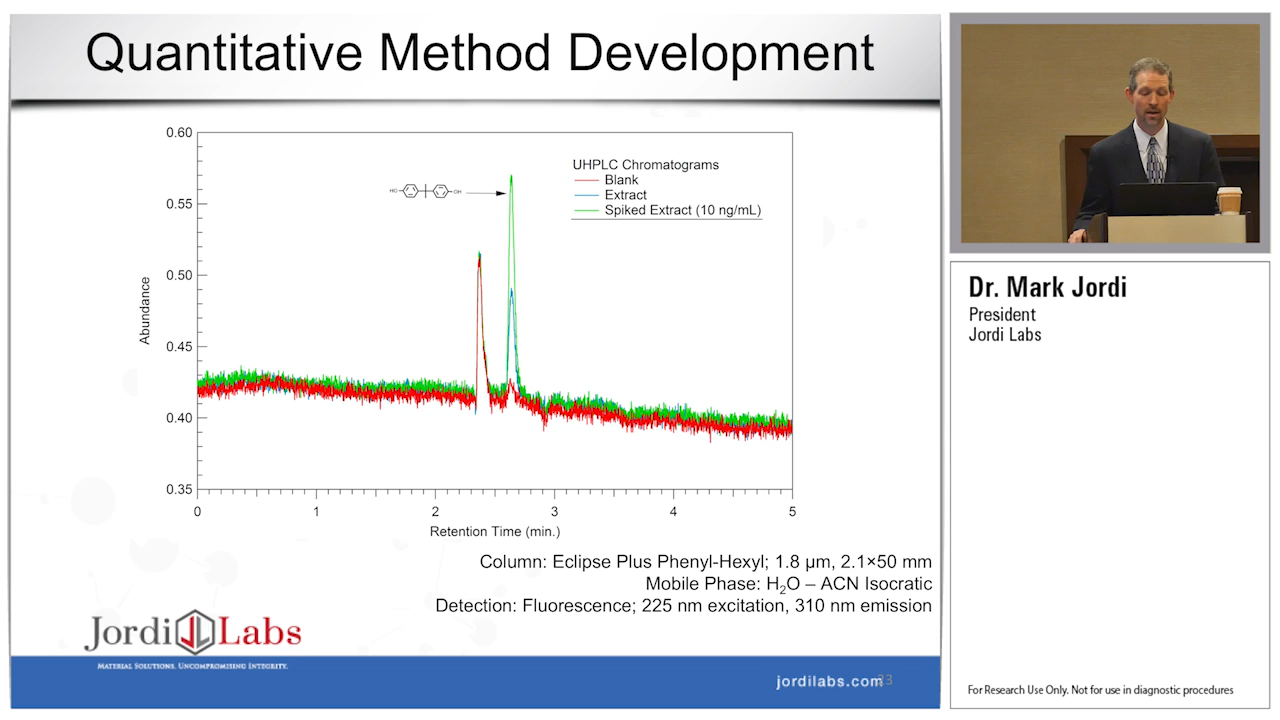 Quantitative Method Development
0.60
0.55
0.50
0.45
0.40
0.35
Abundance
0
1
2
3
4
5
Retention Time (min.)
HO
OH
UHPLC Chromatograms
Blank
Extract
Spiked Extract (10 ng/mL)
Column: Eclipse Plus Phenyl-Hexyl; 1.8 μm, 2.1×50 mm
Mobile Phase: H₂O – ACN Isocratic
Detection: Fluorescence; 225 nm excitation, 310 nm emission
Jordi JL Labs
MATERIAL SOLUTIONS. UNCOMPROMISING INTEGRITY.
jordilabs.com 23
Dr. Mark Jordi
President
Jordi Labs
For Research Use Only. Not for use in diagnostic procedures